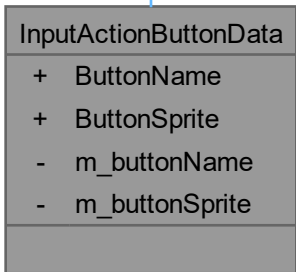 InputActionButtonData
+ ButtonName
+ ButtonSprite
- m_buttonName
- m_buttonSprite